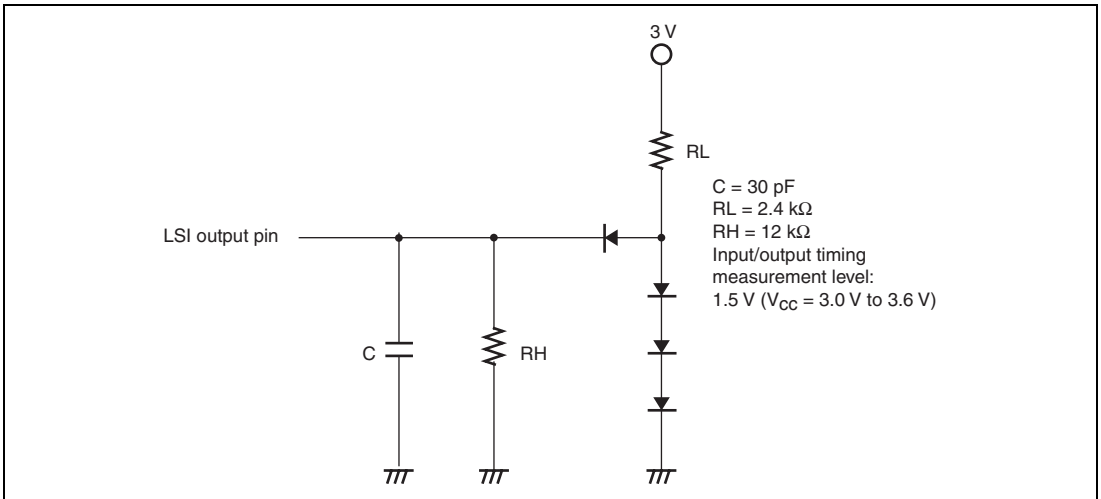 3 V
RL
C = 30 pF
RL = 2.4 kΩ
RH = 12 kΩ
Input/output timing
measurement level:
1.5 V (VCC = 3.0 V to 3.6 V)
LSI output pin
C
RH